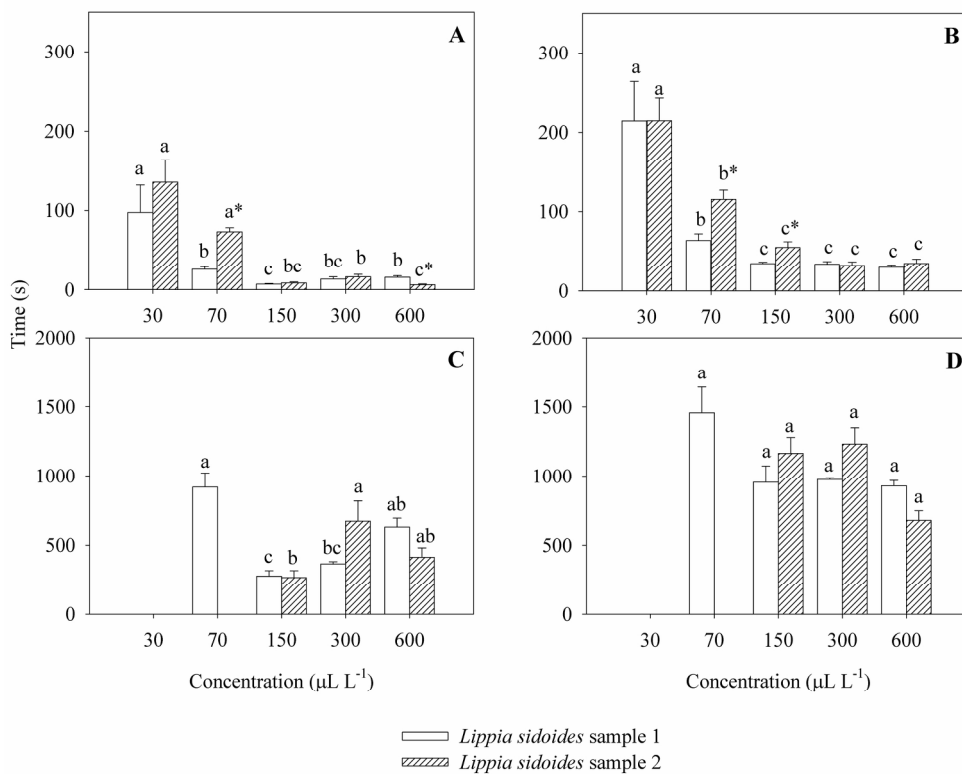 A
300
200
100
0
a
a
b
a*
c
bc
bc
b
b
c*
30
70
150
300
600
B
300
200
100
0
a
a
b
b*
c
c*
c
c
c
c
30
70
150
300
600
Time (s)
C
2000
1500
1000
500
0
a
c
b
bc
a
ab
ab
30
70
150
300
600
Concentration (µL L⁻¹)
D
2000
1500
1000
500
0
a
a
a
a
a
a
a
30
70
150
300
600
Concentration (µL L⁻¹)
Lippia sidoides sample 1
Lippia sidoides sample 2